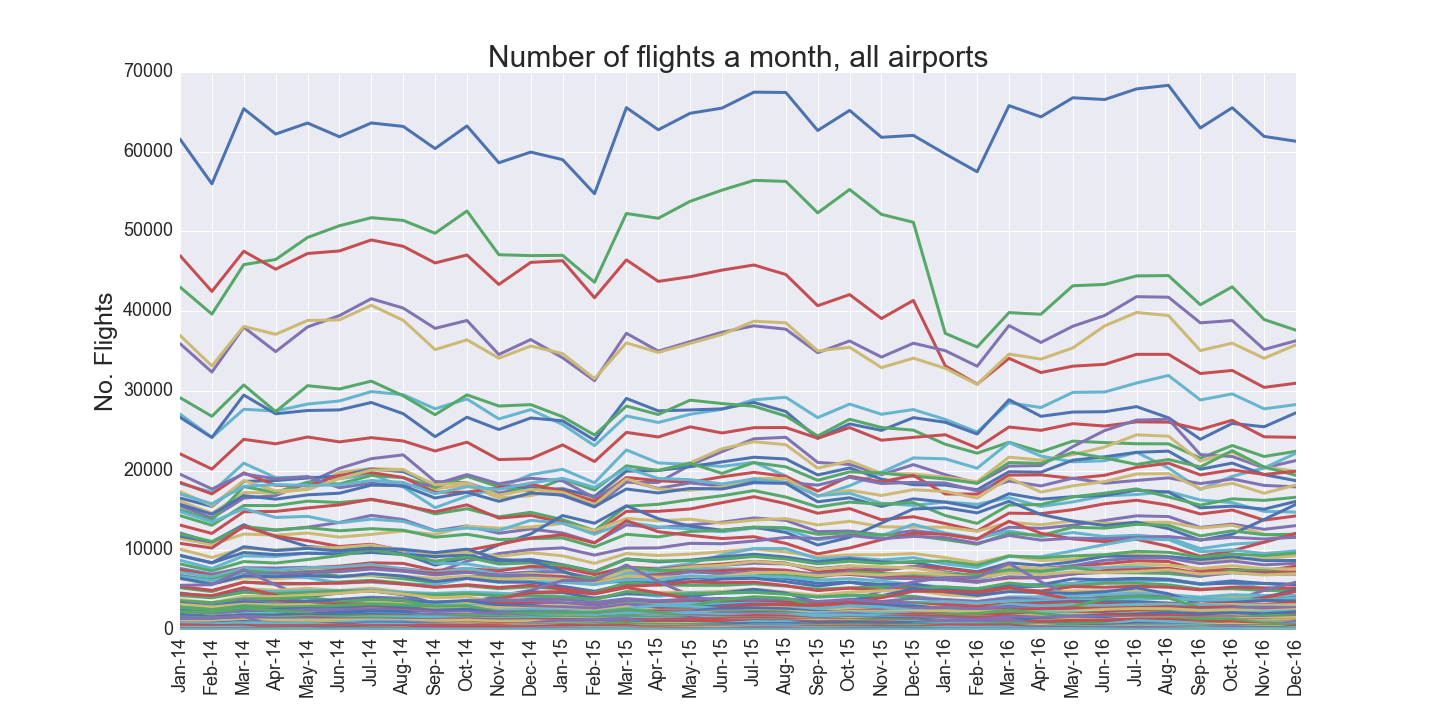 Number of flights a month, all airports
No. Flights
70000
60000
50000
40000
30000
20000
10000
0
Jan-14
Feb-14
Mar-14
Apr-14
May-14
Jun-14
Jul-14
Aug-14
Sep-14
Oct-14
Nov-14
Dec-14
Jan-15
Feb-15
Mar-15
Apr-15
May-15
Jun-15
Jul-15
Aug-15
Sep-15
Oct-15
Nov-15
Dec-15
Jan-16
Feb-16
Mar-16
Apr-16
May-16
Jun-16
Jul-16
Aug-16
Sep-16
Oct-16
Nov-16
Dec-16